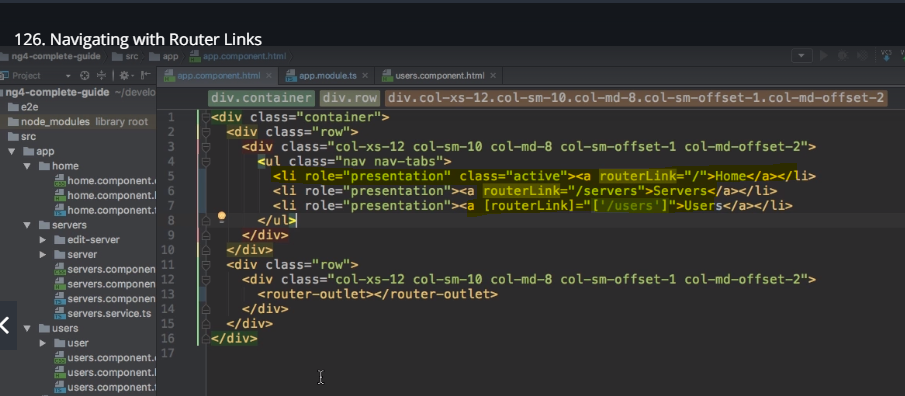 126. Navigating with Router Links
ng4-complete-guide src app app.component.html
Project
app.component.html × app.module.ts × users.component.html ×
ng4-complete-guide ~/develo
e2e
node_modules library root
src
app
home
home.component.
home.component.
home.component.
servers
edit-server
server
servers.componen
servers.componen
servers.componen
servers.service.ts
users
user
users.component.
users.component.
users.component.
div.container div.row div.col-xs-12.col-sm-10.col-md-8.col-sm-offset-1.col-md-offset-2
1 <div class="container">
2 <div class="row">
3 <div class="col-xs-12 col-sm-10 col-md-8 col-sm-offset-1 col-md-offset-2">
4 <ul class="nav nav-tabs">
5 <li role="presentation" class="active"><a routerLink="/">Home</a></li>
6 <li role="presentation"><a routerLink="/servers">Servers</a></li>
7 <li role="presentation"><a [routerLink]="['/users']">Users</a></li>
8 </ul>
9 </div>
10 </div>
11 <div class="row">
12 <div class="col-xs-12 col-sm-10 col-md-8 col-sm-offset-1 col-md-offset-2">
13 <router-outlet></router-outlet>
14 </div>
15 </div>
16 </div>
17